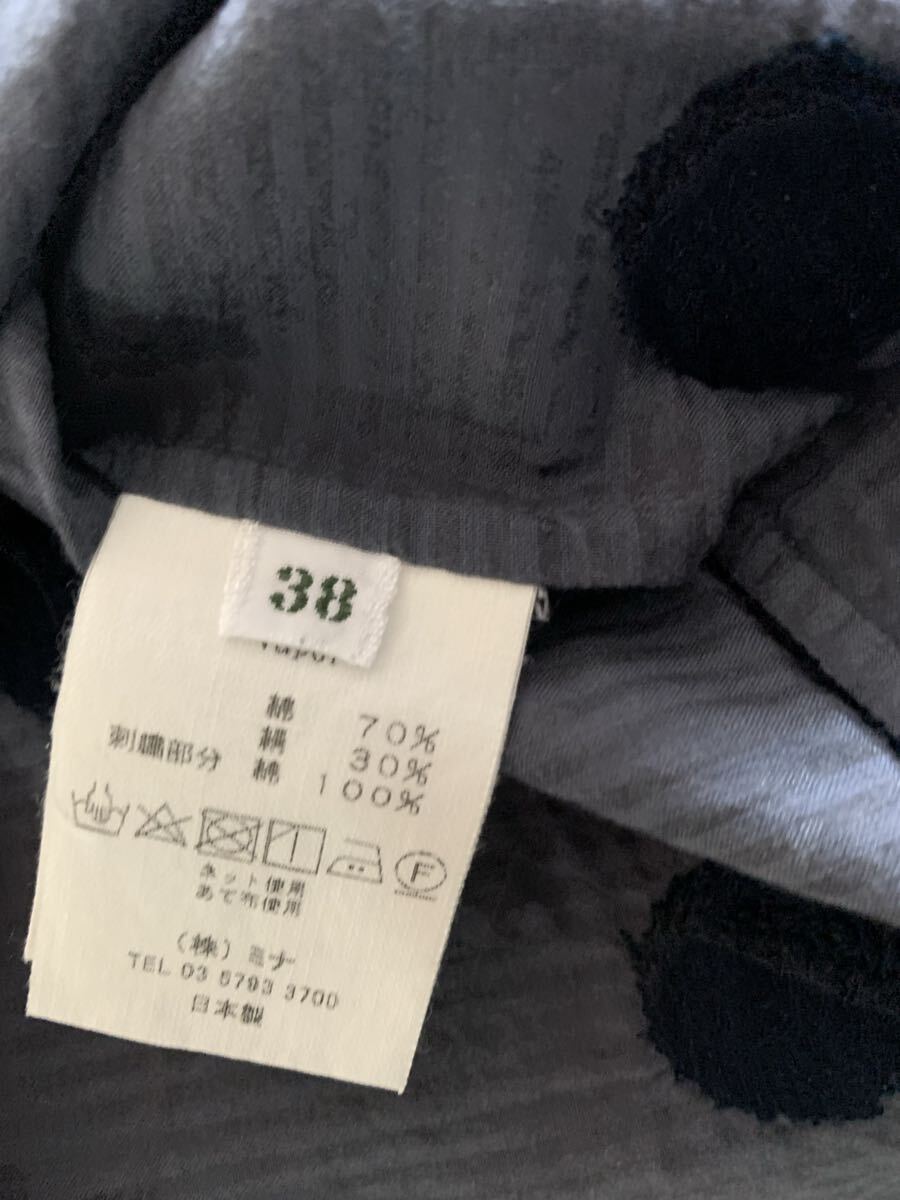 38
綿 70%
絹 30%
刺繍部分 綿 100%
F
ネット使用
あて布使用
（株）ミナ
TEL 03 5793 3700
日本製